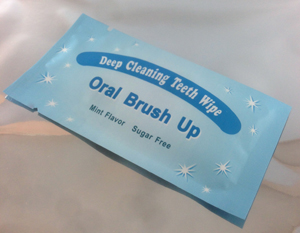 Deep Cleaning Teeth Wipe
Oral Brush Up
Mint Flavor Sugar Free